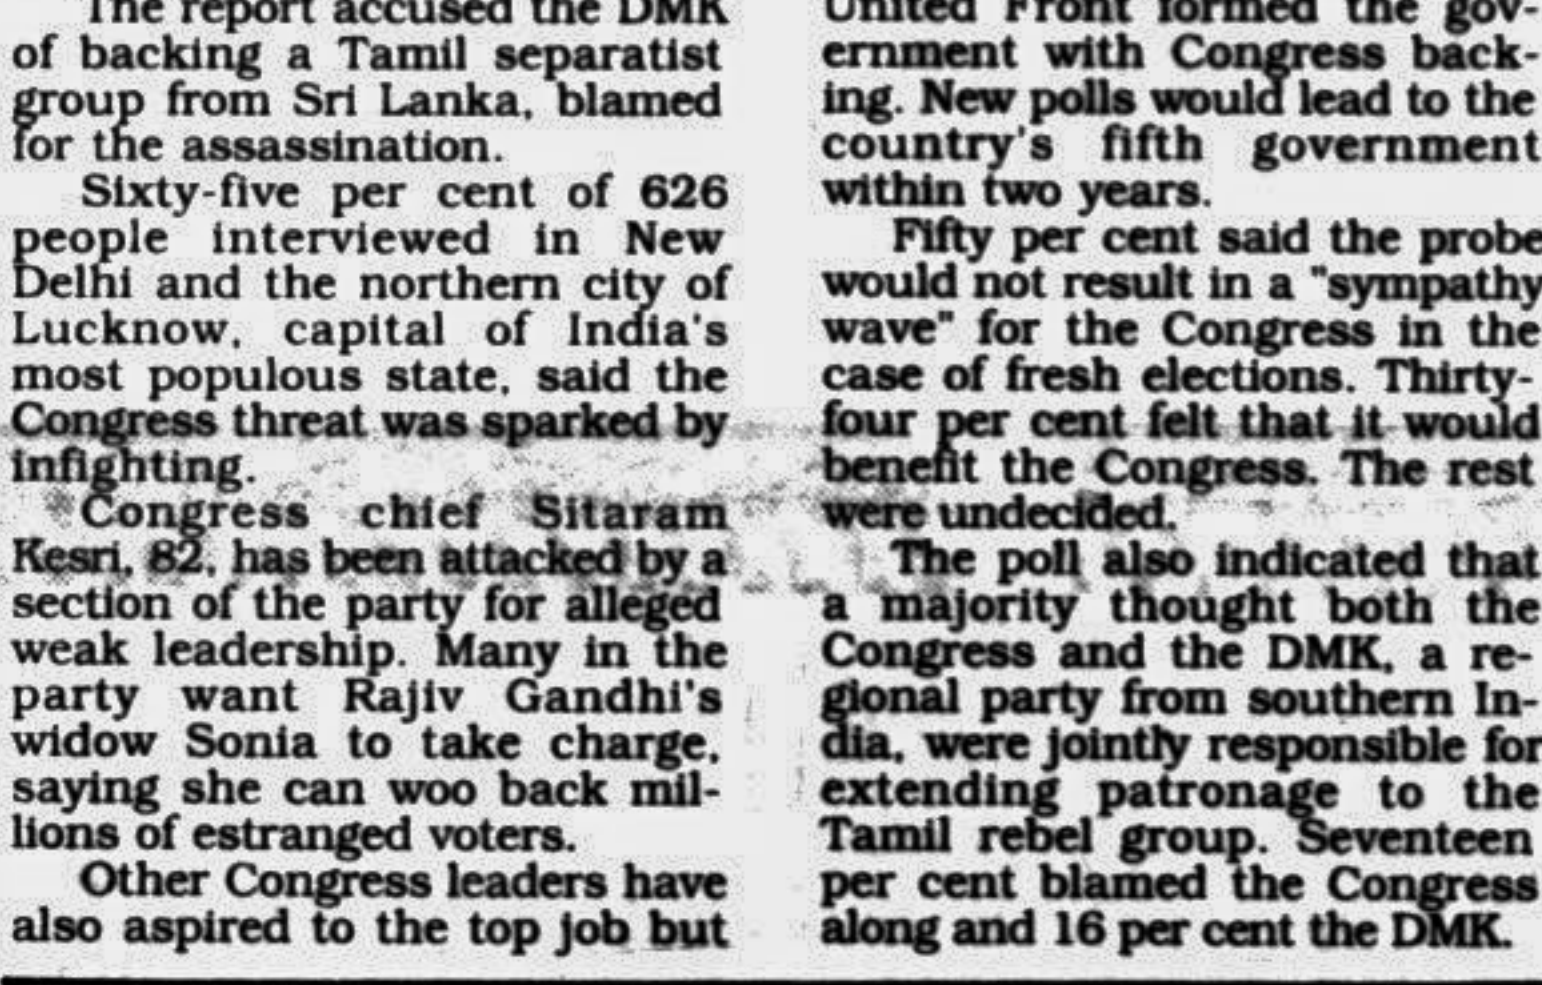 The report accused the DMK
of backing a Tamil separatist
group from Sri Lanka, blamed
for the assassination.
Sixty-five per cent of 626
people interviewed in New
Delhi and the northern city of
Lucknow, capital of India's
most populous state, said the
Congress threat was sparked by
infighting.
Congress chief Sitaram
Kesri, 82, has been attacked by a
section of the party for alleged
weak leadership. Many in the
party want Rajiv Gandhi's
widow Sonia to take charge,
saying she can woo back mil-
lions of estranged voters.
Other Congress leaders have
also aspired to the top job but
United Front formed the gov-
ernment with Congress back-
ing. New polls would lead to the
country's fifth government
within two years.
Fifty per cent said the probe
would not result in a "sympathy
wave" for the Congress in the
case of fresh elections. Thirty-
four per cent felt that it would
benefit the Congress. The rest
were undecided.
The poll also indicated that
a majority thought both the
Congress and the DMK, a re-
gional party from southern In-
dia, were jointly responsible for
extending patronage to the
Tamil rebel group. Seventeen
per cent blamed the Congress
along and 16 per cent the DMK.